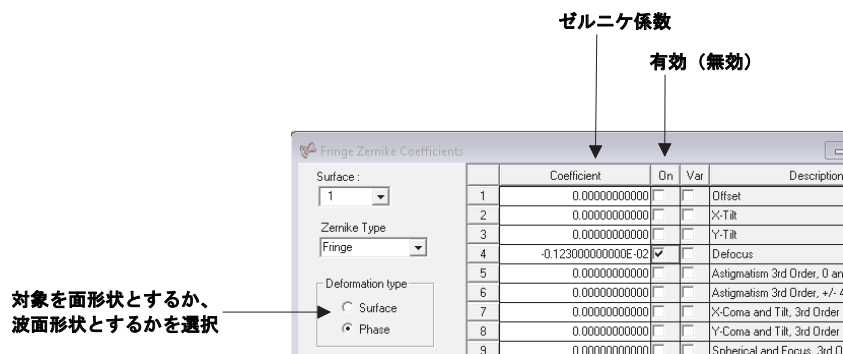 ゼルニケ係数
有効（無効）
Fringe Zernike Coefficients
Surface :
1
Zernike Type
Fringe
Deformation type
Surface
Phase
対象を面形状とするか、
波面形状とするかを選択
Coefficient On Var Description
1 0.00000000000 Offset
2 0.00000000000 X-Tilt
3 0.00000000000 Y-Tilt
4 -0.123000000000E-02 Defocus
5 0.00000000000 Astigmatism 3rd Order, 0 an
6 0.00000000000 Astigmatism 3rd Order, +/- 4
7 0.00000000000 X-Coma and Tilt, 3rd Order
8 0.00000000000 Y-Coma and Tilt, 3rd Order
9 0.00000000000 Spherical and Focus, 3rd O